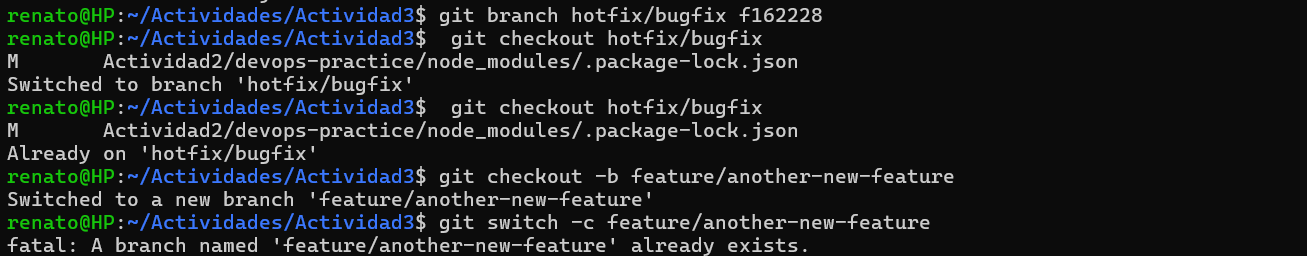 renato@HP:~/Actividades/Actividad3$ git branch hotfix/bugfix f162228
renato@HP:~/Actividades/Actividad3$  git checkout hotfix/bugfix
M       Actividad2/devops-practice/node_modules/.package-lock.json
Switched to branch 'hotfix/bugfix'
renato@HP:~/Actividades/Actividad3$  git checkout hotfix/bugfix
M       Actividad2/devops-practice/node_modules/.package-lock.json
Already on 'hotfix/bugfix'
renato@HP:~/Actividades/Actividad3$ git checkout -b feature/another-new-feature
Switched to a new branch 'feature/another-new-feature'
renato@HP:~/Actividades/Actividad3$ git switch -c feature/another-new-feature
fatal: A branch named 'feature/another-new-feature' already exists.